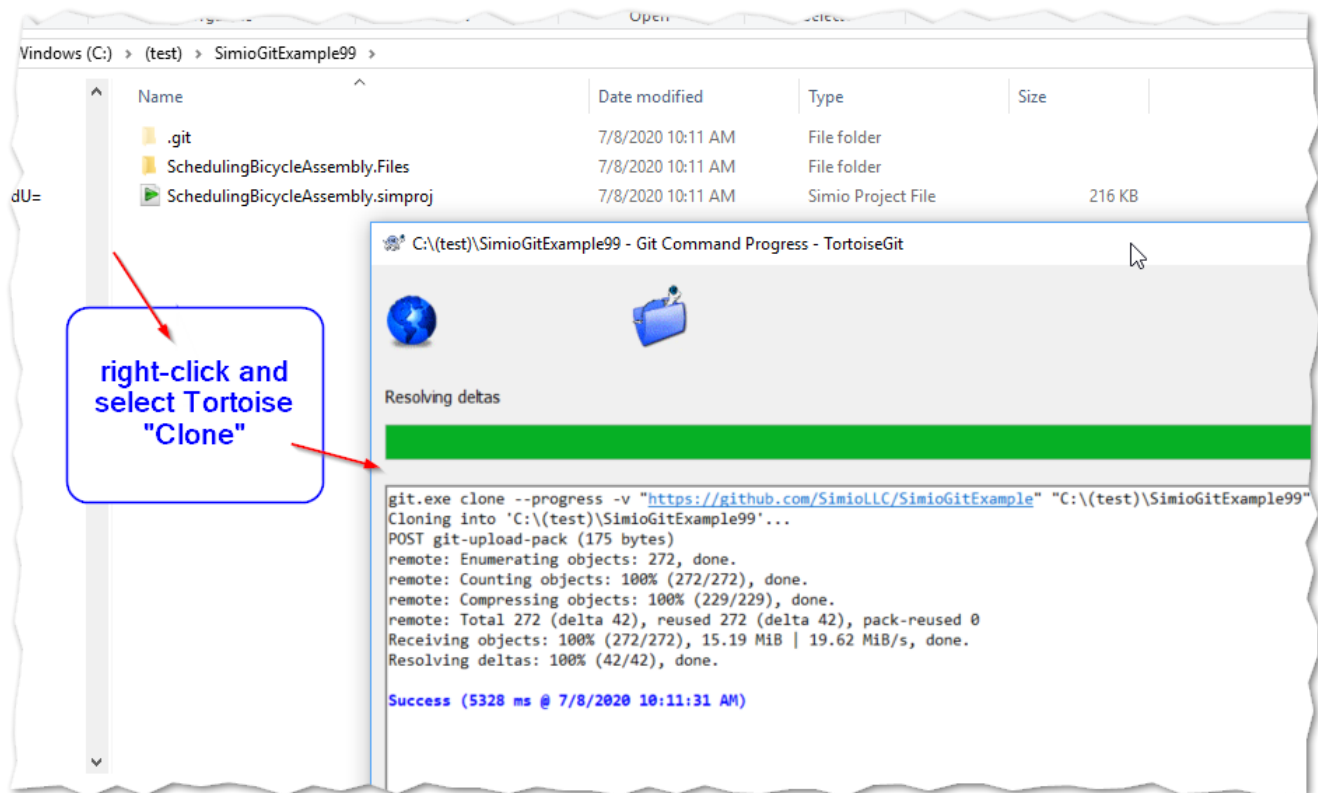 Open
Windows (C:) > (test) > SimioGitExample99 >
Name Date modified Type Size
.git 7/8/2020 10:11 AM File folder
SchedulingBicycleAssembly.Files 7/8/2020 10:11 AM File folder
dU= SchedulingBicycleAssembly.simproj 7/8/2020 10:11 AM Simio Project File 216 KB
C:\(test)\SimioGitExample99 - Git Command Progress - TortoiseGit
right-click and
select Tortoise
"Clone"
Resolving deltas
git.exe clone --progress -v "https://github.com/SimioLLC/SimioGitExample" "C:\(test)\SimioGitExample99"
Cloning into 'C:\(test)\SimioGitExample99'...
POST git-upload-pack (175 bytes)
remote: Enumerating objects: 272, done.
remote: Counting objects: 100% (272/272), done.
remote: Compressing objects: 100% (229/229), done.
remote: Total 272 (delta 42), reused 272 (delta 42), pack-reused 0
Receiving objects: 100% (272/272), 15.19 MiB | 19.62 MiB/s, done.
Resolving deltas: 100% (42/42), done.
Success (5328 ms @ 7/8/2020 10:11:31 AM)